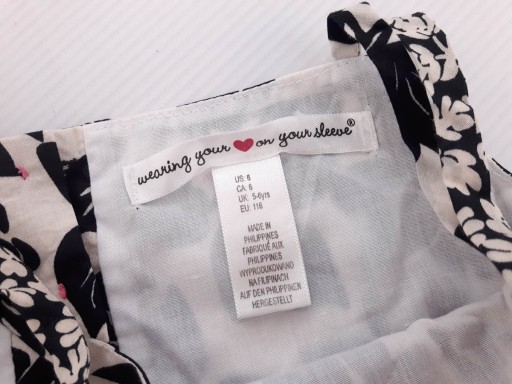 wearing your ❤ on your sleeve®
US: 6
CA: 6
UK: 5-6yrs
EU: 116
MADE IN
PHILIPPINES
FABRIQUÉ AUX
PHILIPPINES
WYPRODUKOWANO
NA FILIPINACH
AUF DEN PHILIPPINEN
HERGESTELLT